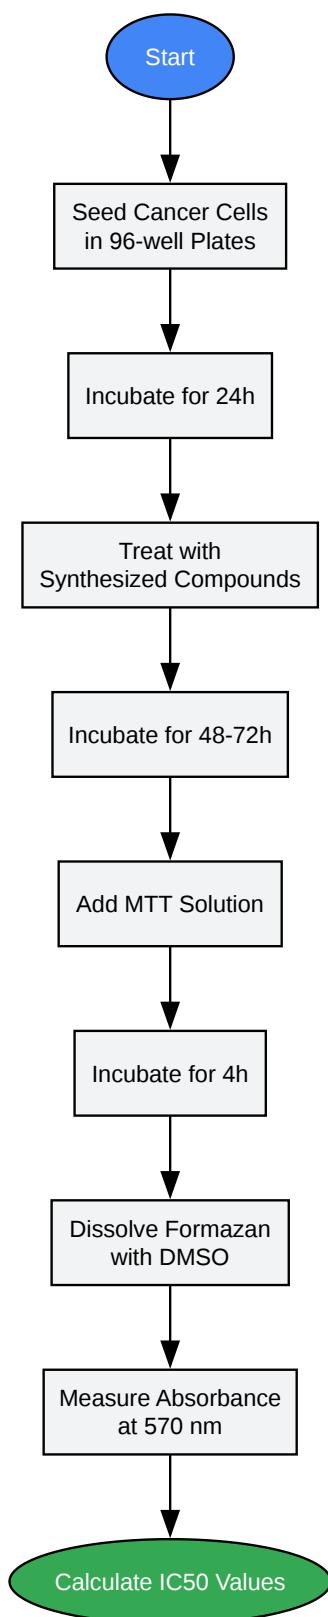 Start
Seed Cancer Cells
in 96-well Plates
Incubate for 24h
Treat with
Synthesized Compounds
Incubate for 48-72h
Add MTT Solution
Incubate for 4h
Dissolve Formazan
with DMSO
Measure Absorbance
at 570 nm
Calculate IC50 Values